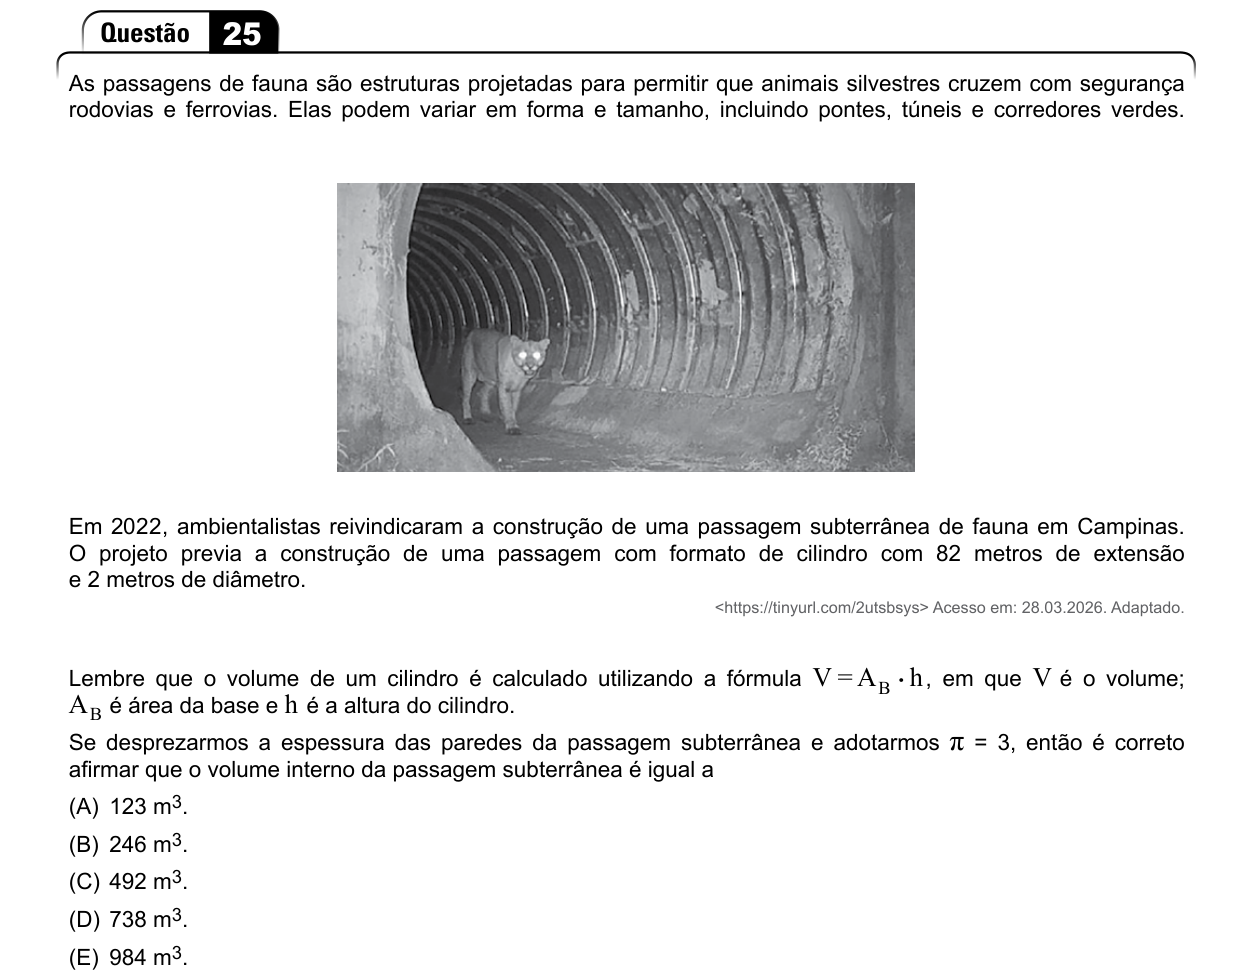 Questão 25
As passagens de fauna são estruturas projetadas para permitir que animais silvestres cruzem com segurança
rodovias e ferrovias. Elas podem variar em forma e tamanho, incluindo pontes, túneis e corredores verdes.
Em 2022, ambientalistas reivindicaram a construção de uma passagem subterrânea de fauna em Campinas.
O projeto previa a construção de uma passagem com formato de cilindro com 82 metros de extensão
e 2 metros de diâmetro.
<https://tinyurl.com/2utsbsys> Acesso em: 28.03.2026. Adaptado.
Lembre que o volume de um cilindro é calculado utilizando a fórmula V = A_B · h, em que V é o volume;
A_B é área da base e h é a altura do cilindro.
Se desprezarmos a espessura das paredes da passagem subterrânea e adotarmos π = 3, então é correto
afirmar que o volume interno da passagem subterrânea é igual a
(A) 123 m³.
(B) 246 m³.
(C) 492 m³.
(D) 738 m³.
(E) 984 m³.